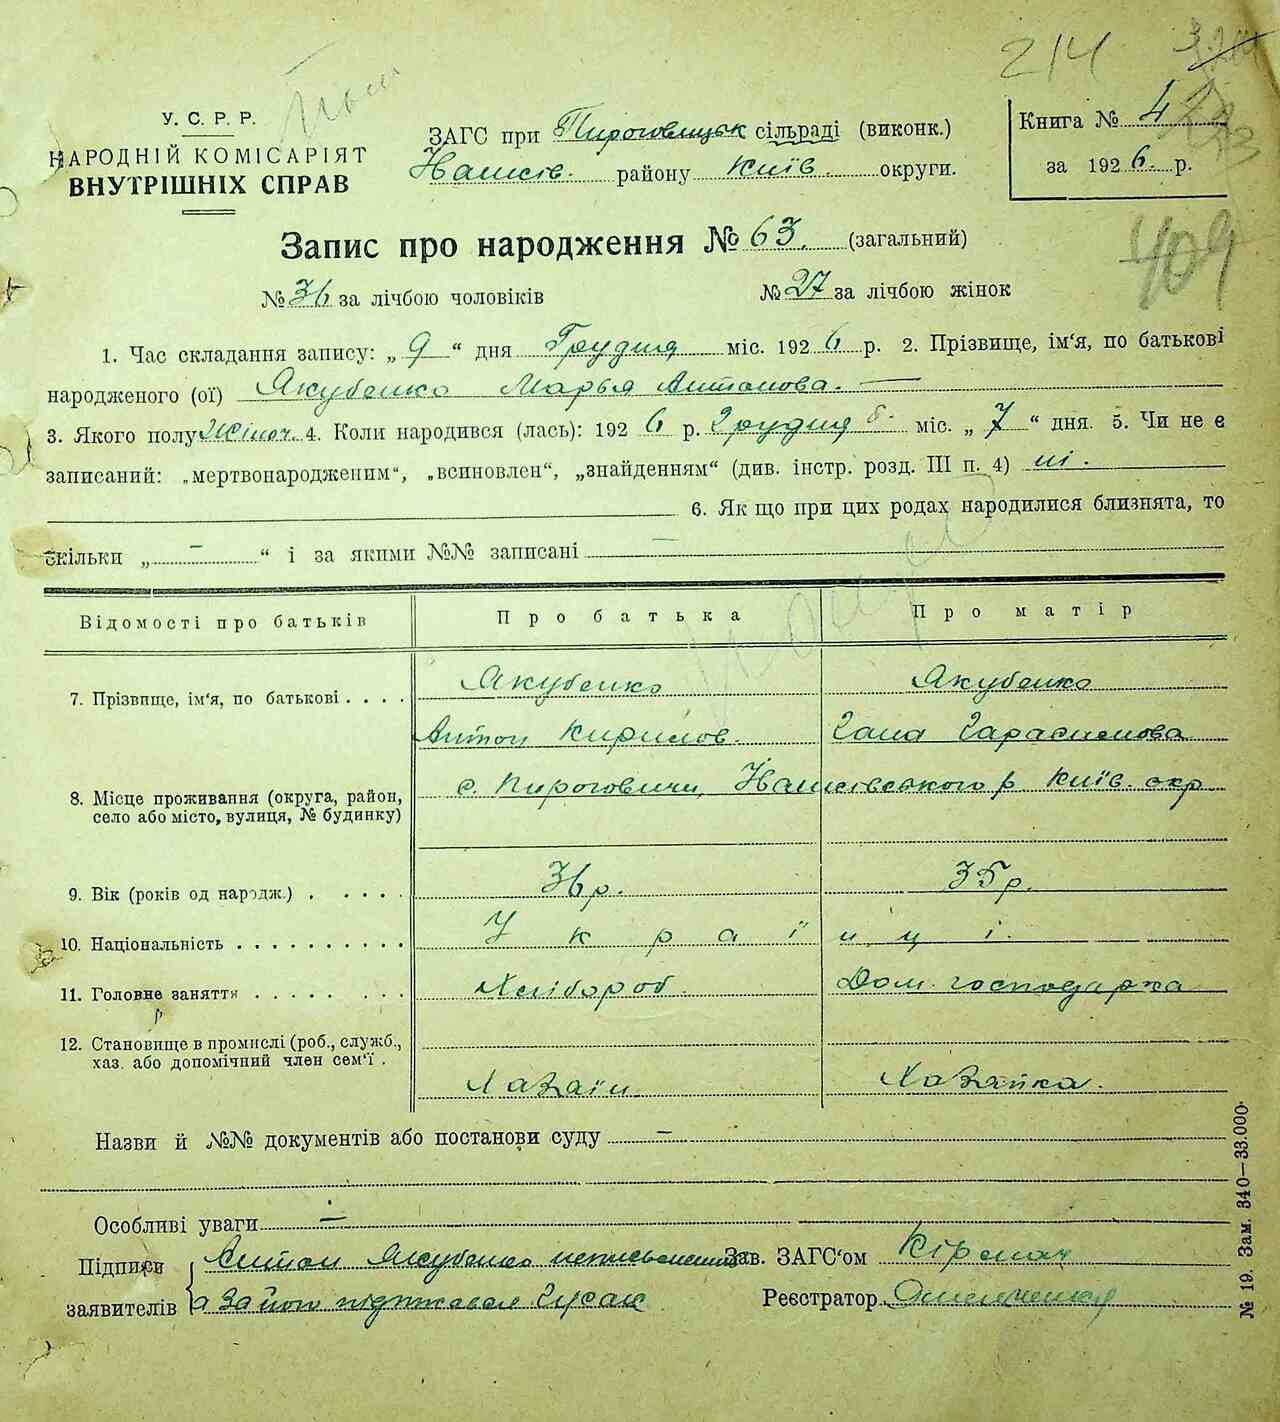 214
У. С. Р. Р.
НАРОДНІЙ КОМІСАРІЯТ
ВНУТРІШНІХ СПРАВ
ЗАГС при Пироговицьк сільраді (виконк.)
району Київ. округи.
Книга № 4
за 1926 р.
Запис про народження № 63. (загальний)
409
№ 36 за лічбою чоловіків № 27 за лічбою жінок
1. Час складання запису: „ 9 “ дня Грудня міс. 1926 р. 2. Прізвище, ім'я, по батькові
народженого (ої) Якубенко Марья Антонова.
3. Якого полу Жіноч. 4. Коли народився (лась): 1926 р. Грудня міс. „ 7 “ дня. 5. Чи не є
записаний: „мертвонародженим“, „всиновлен“, „знайденням“ (див. інстр. розд. III п. 4) ні.
6. Як що при цих родах народилися близнята, то
скільки „ – “ і за якими №№ записані –
Відомості про батьків Про батька Про матір
7. Прізвище, ім'я, по батькові . . . . Якубенко Якубенко
Антон Кирилов. Гана Гарасимова
8. Місце проживання (округа, район, с. Пироговичи, р Київ. окр.
село або місто, вулиця, № будинку)
9. Вік (років од народж.) . . . . . 36 р. 35 р.
10. Національність . . . . . . . . . . Українці.
11. Головне заняття . . . . . . . . Хлібороб. Дом. господарка
12. Становище в промислі (роб., служб.,
хаз. або допомічний член сем'ї .
Хазаїн Хазяйка.
Назви й №№ документів або постанови суду –
Особливі уваги –
Підписи Антон Якубенко неписьменний Зав. ЗАГС'ом
заявителів а за його Гусак Реєстратор
№ 19. Зам. 340—33.000.